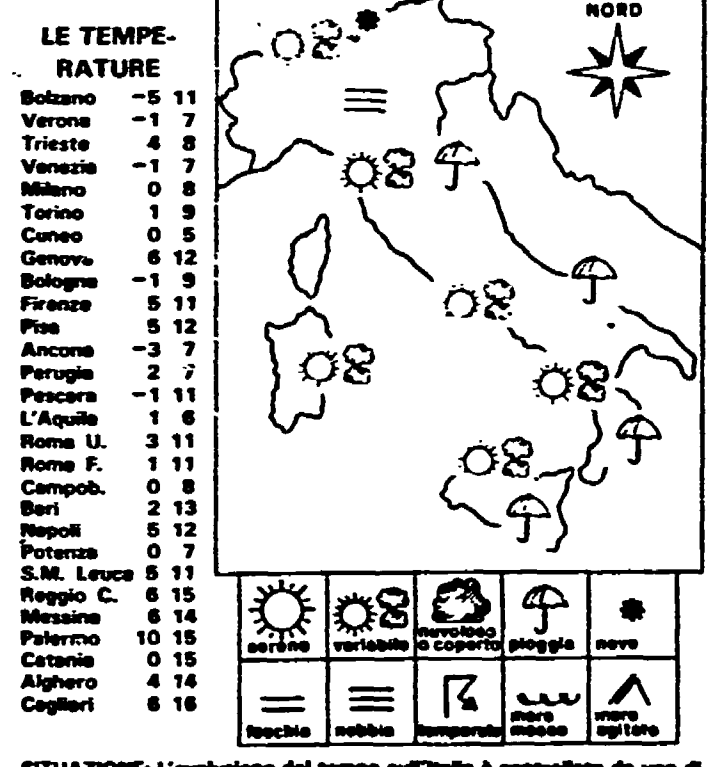 LE TEMPE-
RATURE
Bolzano -5 11
Verona -1 7
Trieste 4 8
Venezia -1 7
Milano 0 8
Torino 1 9
Cuneo 0 5
Genova 6 12
Bologna -1 9
Firenze 5 11
Pisa 5 12
Ancona -3 7
Perugia 2 7
Pescara -1 11
L'Aquila 1 6
Roma U. 3 11
Roma F. 1 11
Campob. 0 8
Bari 2 13
Napoli 5 12
Potenza 0 7
S.M. Leuca 5 11
Reggio C. 6 15
Messina 6 14
Palermo 10 15
Catania 0 15
Alghero 4 14
Cagliari 6 16
NORD
sereno
variabile
nuvoloso
o coperto
pioggia
neve
foschia
nebbia
temporale
mare
mosso
mare
agitato
SITUAZIONE: L'evoluzione del tempo sull'Italia è controllata da una di